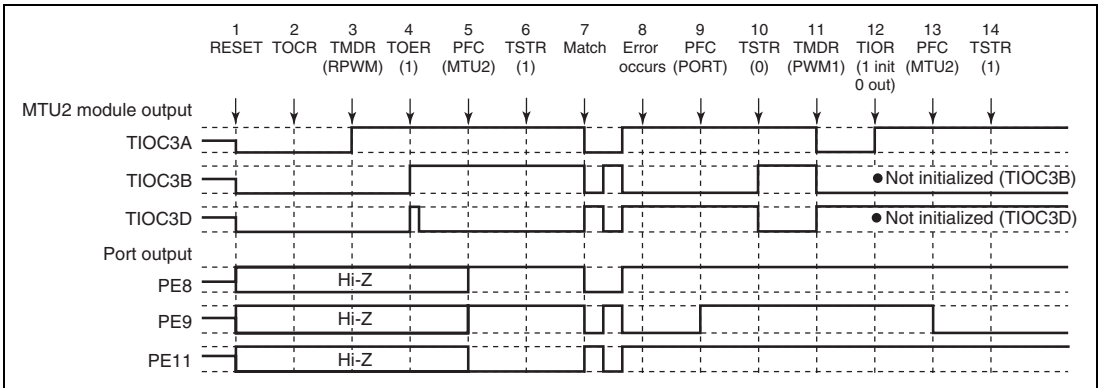 1 2 3 4 5 6 7 8 9 10 11 12 13 14
RESET TOCR TMDR TOER PFC TSTR Match Error PFC TSTR TMDR TIOR PFC TSTR
(RPWM) (1) (MTU2) (1) occurs (PORT) (0) (PWM1) (1 init (MTU2) (1)
0 out)
MTU2 module output
TIOC3A
TIOC3B ●Not initialized (TIOC3B)
TIOC3D ●Not initialized (TIOC3D)
Port output
PE8 Hi-Z
PE9 Hi-Z
PE11 Hi-Z